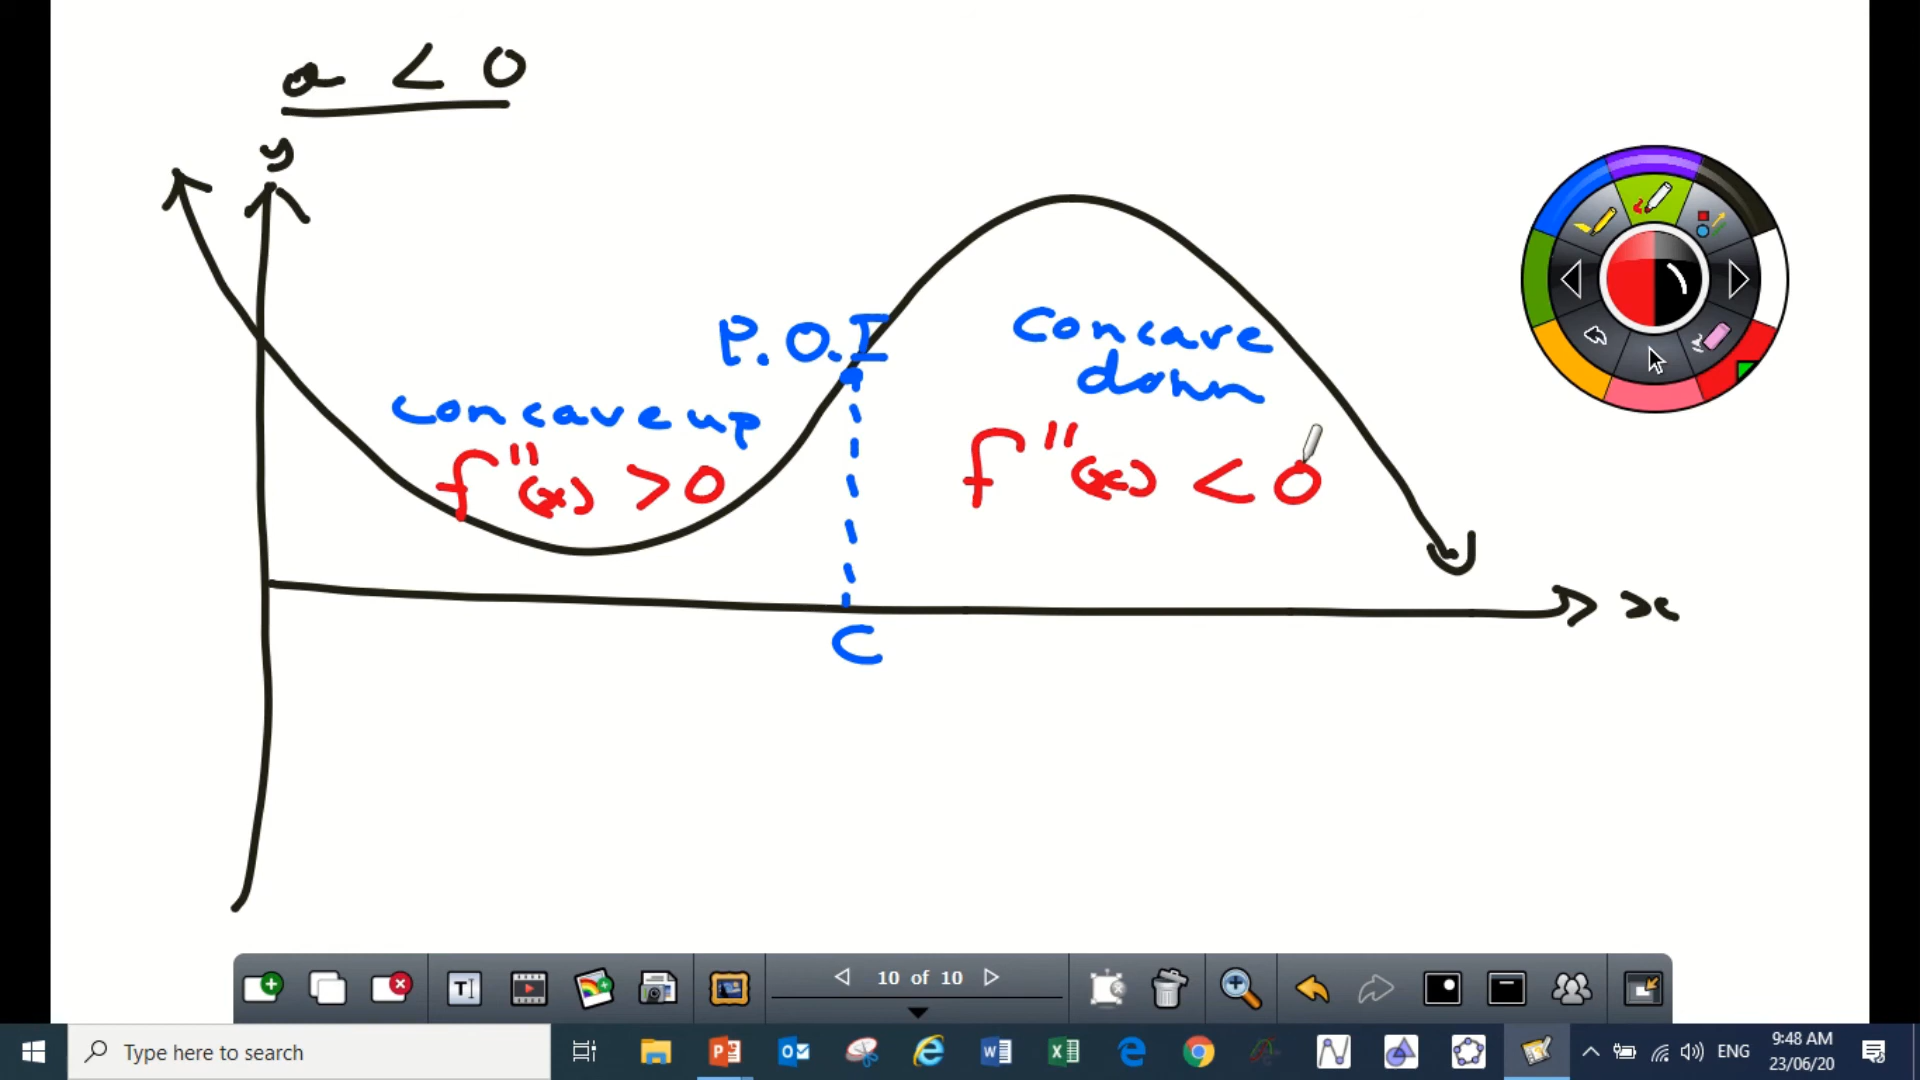 a < 0
y
P.O.I
concave
down
concave up
f''(x) > 0
f''(x) < 0
x
C
10 of 10
Type here to search
ENG
9:48 AM
23/06/20